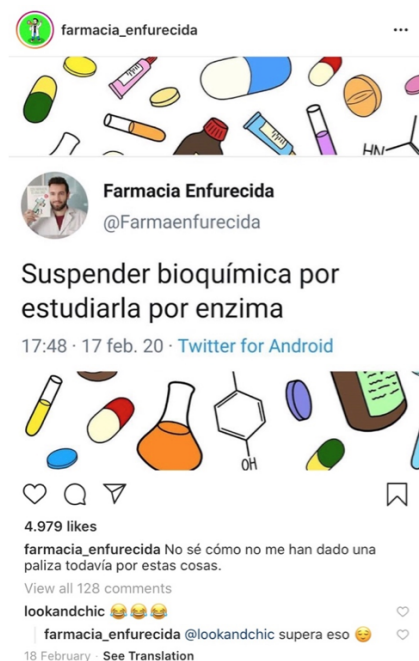 farmacia_enfurecida
HN
Farmacia Enfurecida
@Farmaenfurecida
Suspender bioquímica por
estudiarla por enzima
17:48 · 17 feb. 20 · Twitter for Android
OH
4.979 likes
farmacia_enfurecida No sé cómo no me han dado una
paliza todavía por estas cosas.
View all 128 comments
lookandchic 😂😂😂
farmacia_enfurecida @lookandchic supera eso 😌
18 February · See Translation